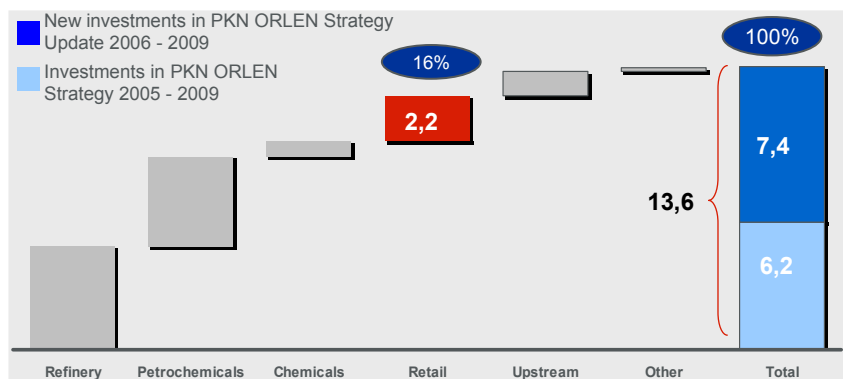 New investments in PKN ORLEN Strategy
Update 2006 - 2009
Investments in PKN ORLEN
Strategy 2005 - 2009
16%
100%
2,2
7,4
13,6
6,2
Refinery Petrochemicals Chemicals Retail Upstream Other Total